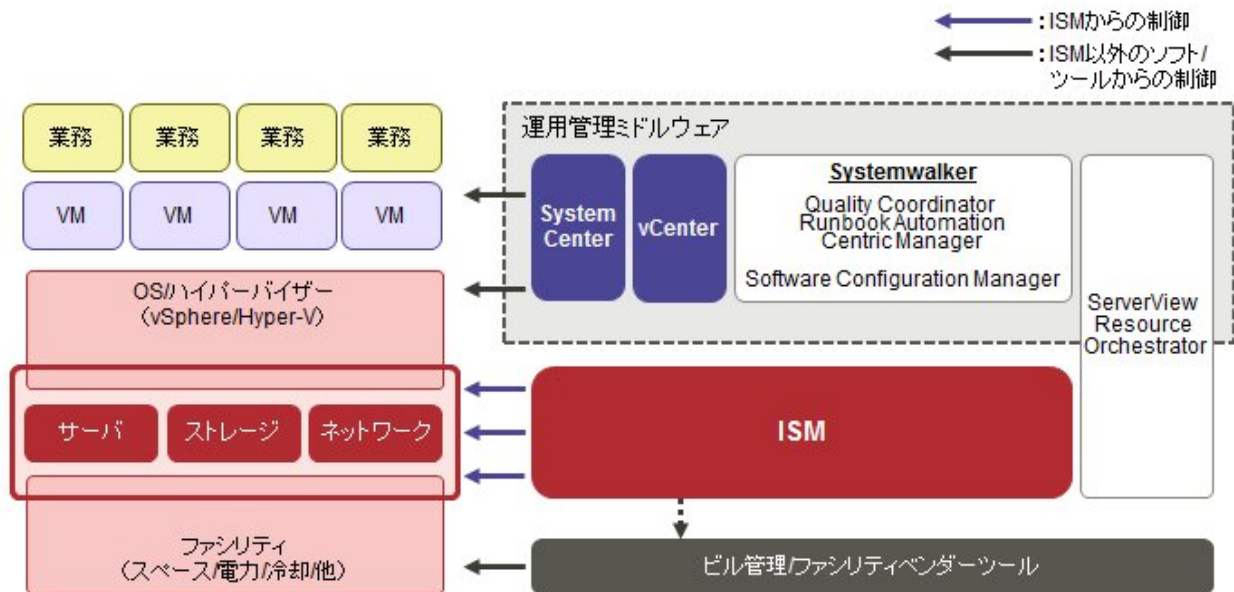 :ISMからの制御
:ISM以外のソフト/
ツールからの制御
業務
業務
業務
業務
VM
VM
VM
VM
OS/ハイパーバイザー
(vSphere/Hyper-V)
サーバ
ストレージ
ネットワーク
ファシリティ
(スペース/電力/冷却/他)
運用管理ミドルウェア
System
Center
vCenter
Systemwalker
Quality Coordinator
Runbook Automation
Centric Manager
Software Configuration Manager
ServerView
Resource
Orchestrator
ISM
ビル管理/ファシリティベンダーツール